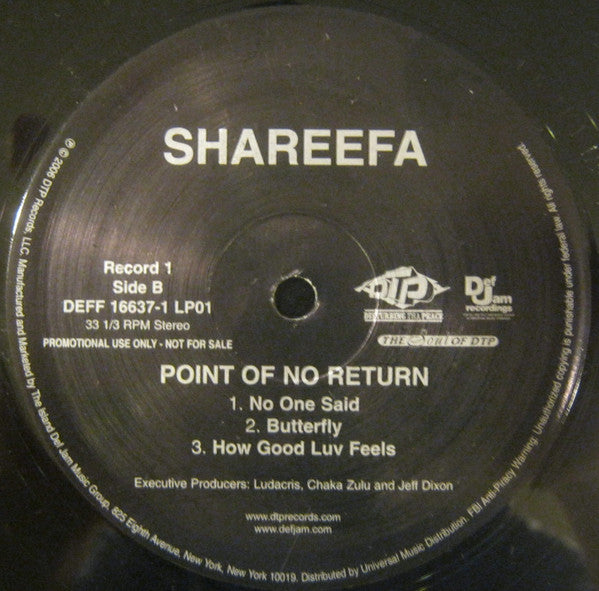 SHAREEFA
Record 1
Side B
DEFF 16637-1 LP01
33 1/3 RPM Stereo
PROMOTIONAL USE ONLY - NOT FOR SALE
DTP
DISTURBING THA PEACE
THE Soul OF DTP
Def Jam
recordings
POINT OF NO RETURN
1. No One Said
2. Butterfly
3. How Good Luv Feels
Executive Producers: Ludacris, Chaka Zulu and Jeff Dixon
www.dtprecords.com
www.defjam.com
℗ © 2006 DTP Records, LLC. Manufactured and Marketed by The Island Def Jam Music Group, 825 Eighth Avenue, New York, New York 10019. Distributed by Universal Music Distribution. FBI Anti-Piracy Warning: Unauthorized copying is punishable under federal law. All rights reserved.